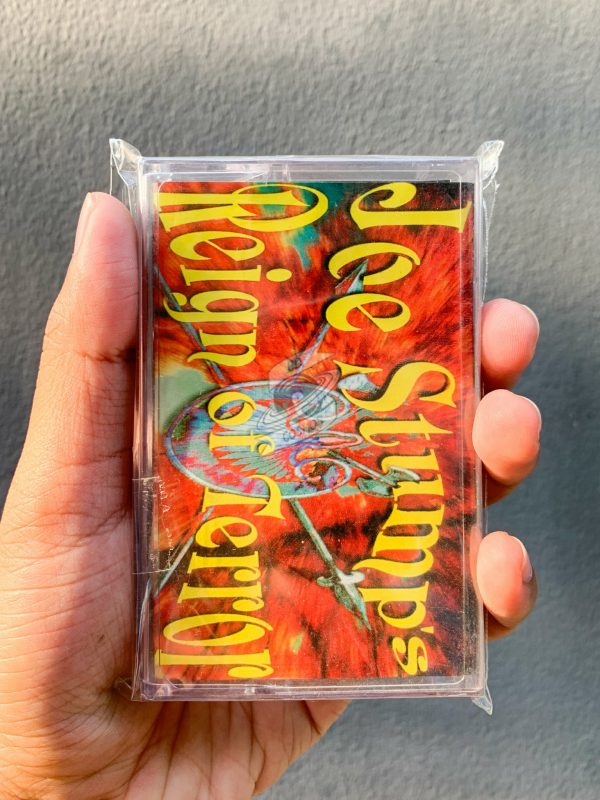 Joe Stump's
Reign of Terror